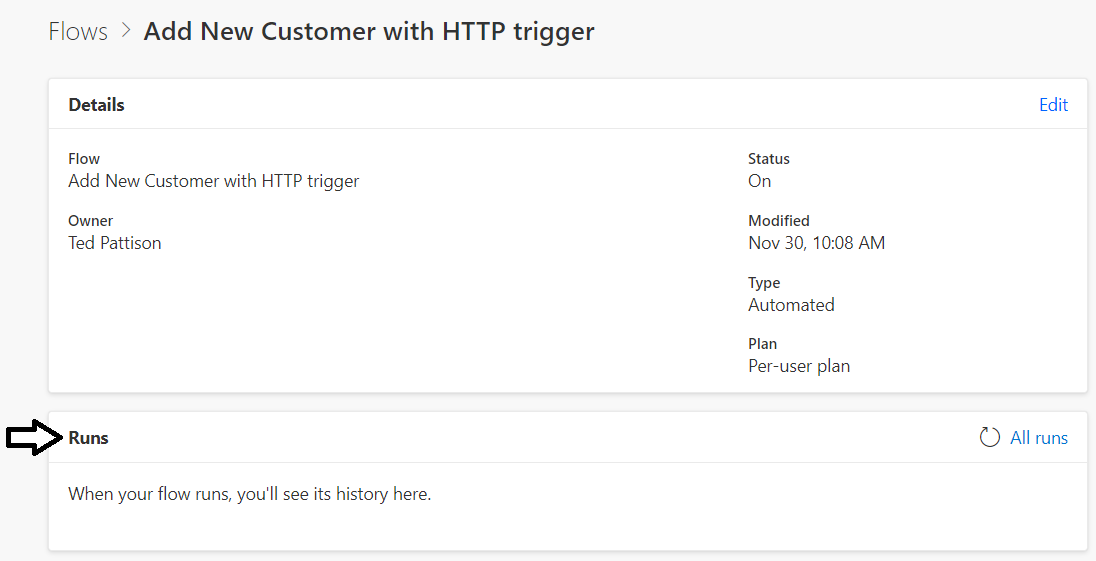 Flows > Add New Customer with HTTP trigger
Details
Edit
Flow
Add New Customer with HTTP trigger
Status
On
Owner
Ted Pattison
Modified
Nov 30, 10:08 AM
Type
Automated
Plan
Per-user plan
Runs
All runs
When your flow runs, you'll see its history here.